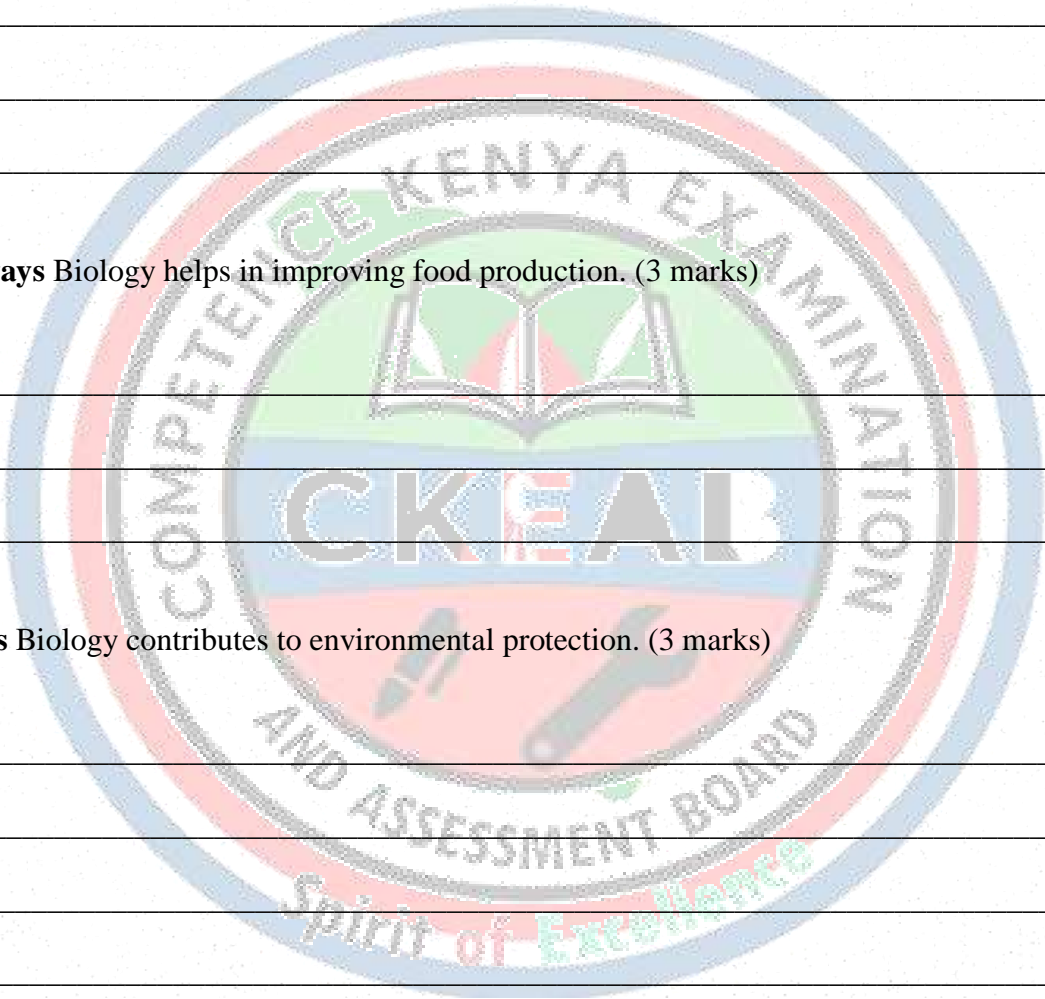 COMPETENCE KENYA EXAMINATION
ays Biology helps in improving food production. (3 marks)
CKEAB
s Biology contributes to environmental protection. (3 marks)
AND ASSESSMENT BOARD
Spirit of Excellence